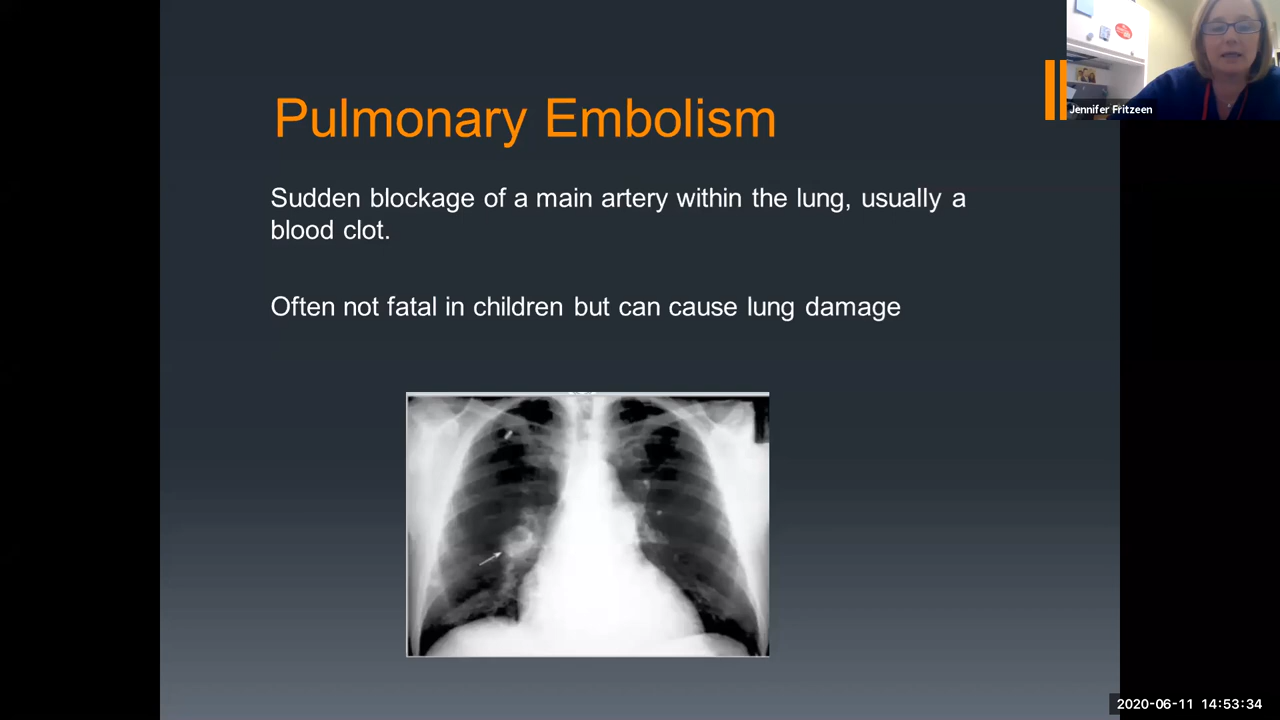 Pulmonary Embolism
Jennifer Fritzeen
Sudden blockage of a main artery within the lung, usually a
blood clot.
Often not fatal in children but can cause lung damage
2020-06-11 14:53:34